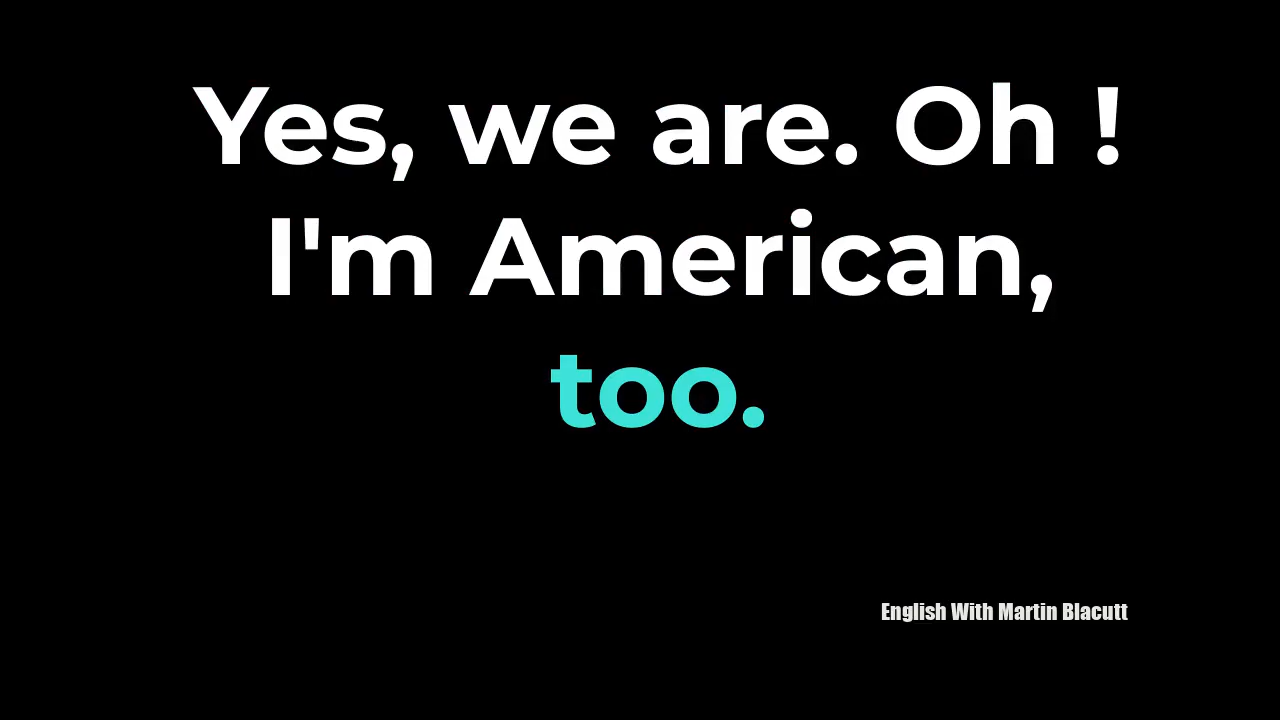 Yes, we are. Oh !
I'm American,
too.
English With Martin Blacutt